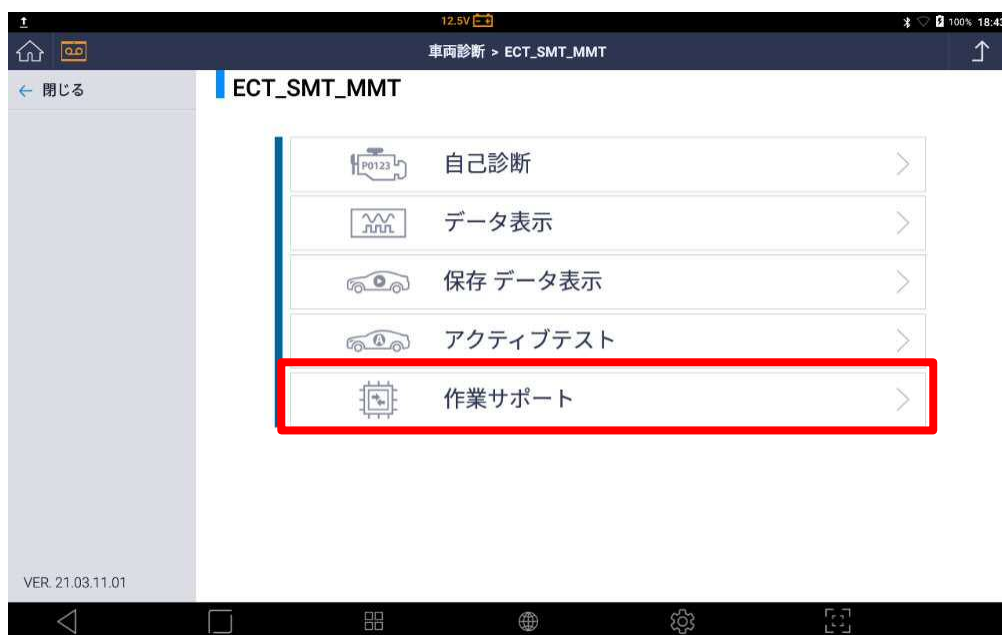 12.5V
100% 18:43
車両診断 > ECT_SMT_MMT
← 閉じる
ECT_SMT_MMT
P0123
自己診断
データ表示
保存 データ表示
アクティブテスト
作業サポート
VER. 21.03.11.01